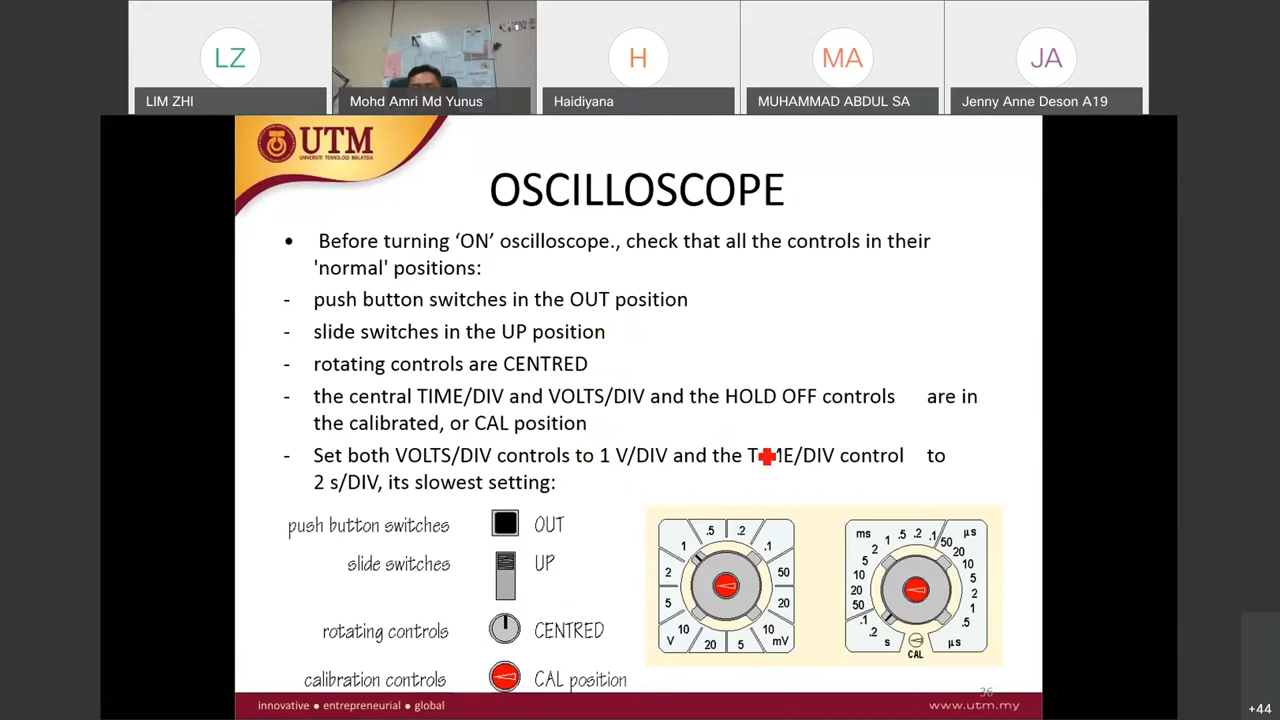 LZ
H
MA
JA
LIM ZHI
Mohd Amri Md Yunus
Haidiyana
MUHAMMAD ABDUL SA
Jenny Anne Deson A19
UTM
UNIVERSITI TEKNOLOGI MALAYSIA
OSCILLOSCOPE
• Before turning ‘ON’ oscilloscope., check that all the controls in their
'normal' positions:
- push button switches in the OUT position
- slide switches in the UP position
- rotating controls are CENTRED
- the central TIME/DIV and VOLTS/DIV and the HOLD OFF controls are in
the calibrated, or CAL position
- Set both VOLTS/DIV controls to 1 V/DIV and the TIME/DIV control to
2 s/DIV, its slowest setting:
push button switches OUT
slide switches UP
rotating controls CENTRED
calibration controls CAL position
.5 .2
1 .1
2 50
5 20
10 10
V 20 5 mV
ms 1 .5 .2 .1 50 µs
2 20
5 10
10 5
20 2
50 1
.1 .5
.2
s µs
CAL
36
innovative ● entrepreneurial ● global
www.utm.my
+44